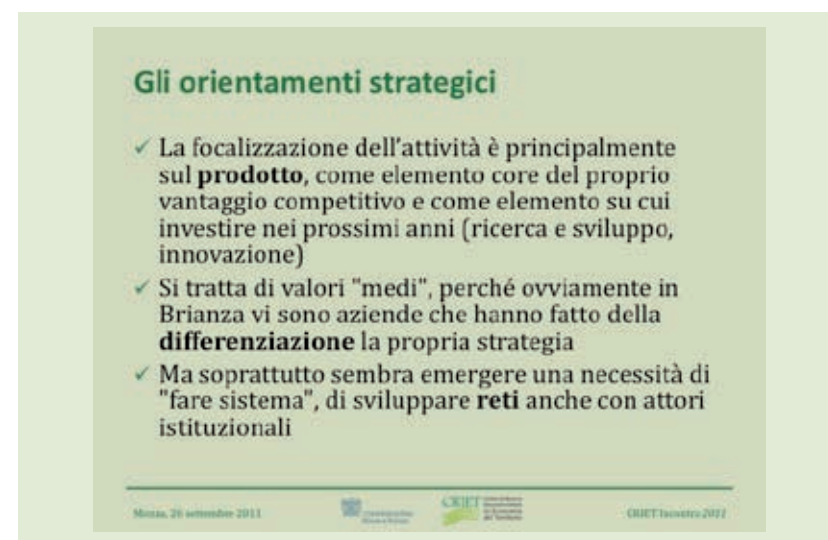 Gli orientamenti strategici
✓ La focalizzazione dell'attività è principalmente
sul prodotto, come elemento core del proprio
vantaggio competitivo e come elemento su cui
investire nei prossimi anni (ricerca e sviluppo,
innovazione)
✓ Si tratta di valori "medi", perché ovviamente in
Brianza vi sono aziende che hanno fatto della
differenziazione la propria strategia
✓ Ma soprattutto sembra emergere una necessità di
"fare sistema", di sviluppare reti anche con attori
istituzionali
Monza, 26 settembre 2011
CRIET
CRIET Incontra 2011